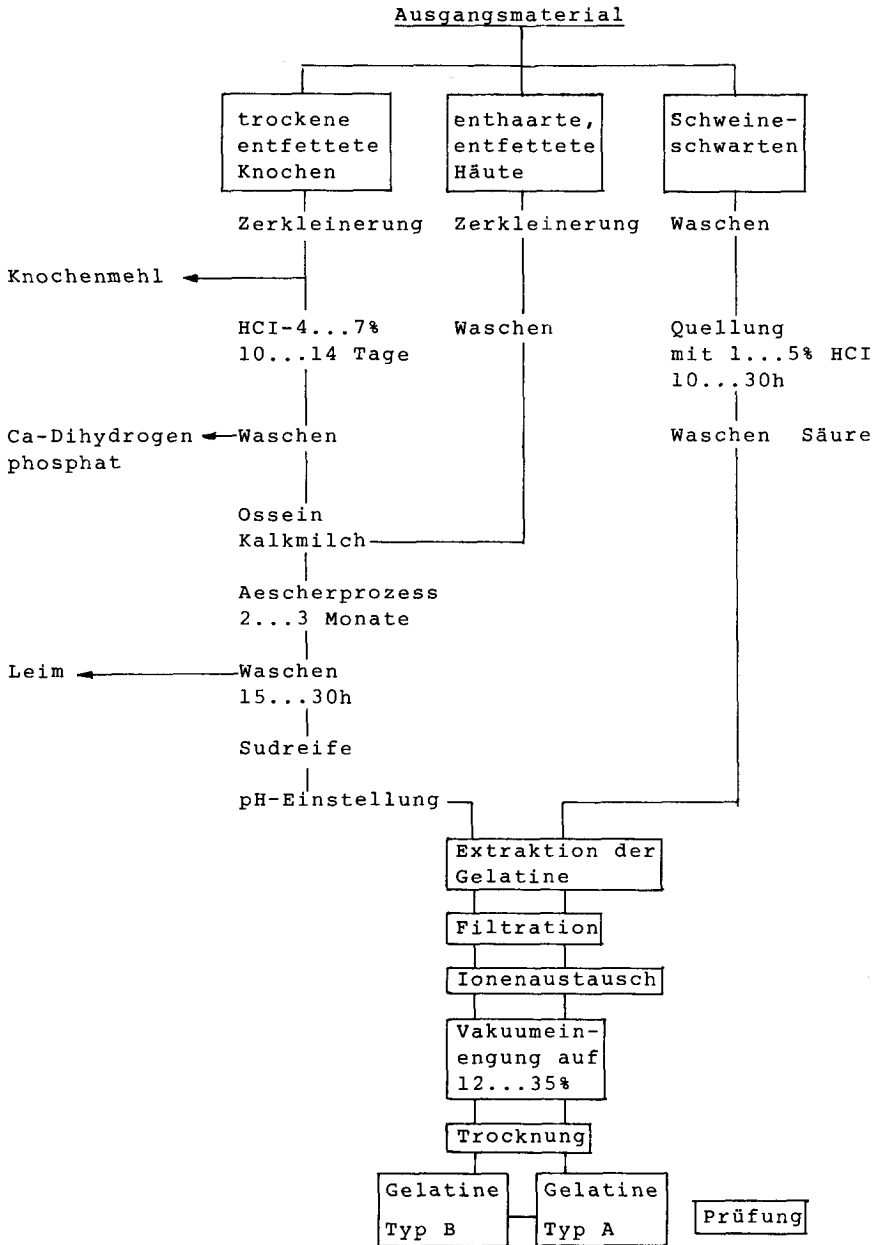 Ausgangsmaterial
trockene
entfettete
Knochen
enthaarte,
entfettete
Häute
Schweine-
schwarten
Zerkleinerung
Zerkleinerung
Waschen
Knochenmehl
HCI-4...7%
10...14 Tage
Waschen
Quellung
mit 1...5% HCI
10...30h
Ca-Dihydrogen
phosphat
Waschen
Waschen Säure
Ossein
Kalkmilch
Aescherprozess
2...3 Monate
Leim
Waschen
15...30h
Sudreife
pH-Einstellung
Extraktion der
Gelatine
Filtration
Ionenaustausch
Vakuumein-
engung auf
12...35%
Trocknung
Gelatine
Typ B
Gelatine
Typ A
Prüfung